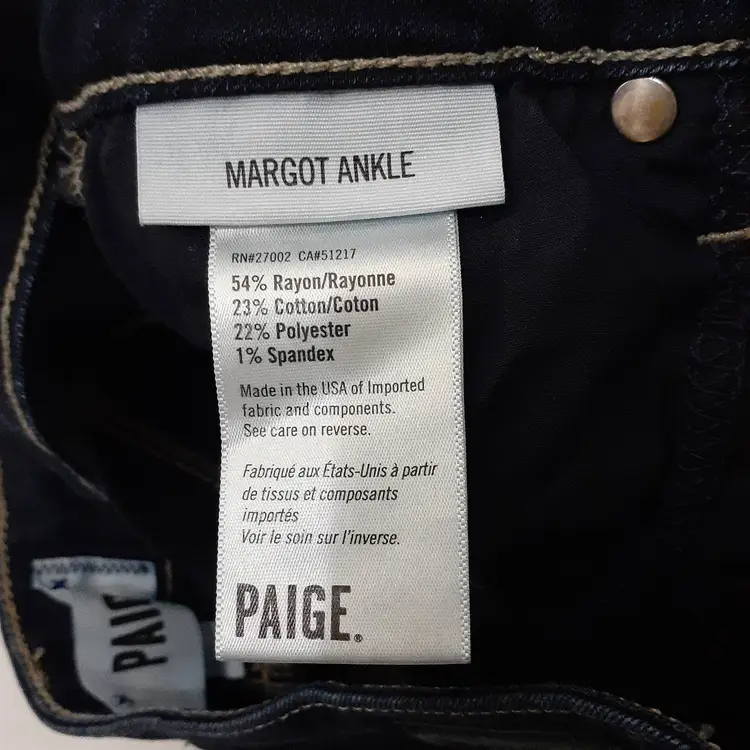 MARGOT ANKLE
RN#27002 CA#51217
54% Rayon/Rayonne
23% Cotton/Coton
22% Polyester
1% Spandex
Made in the USA of Imported
fabric and components.
See care on reverse.
Fabriqué aux États-Unis à partir
de tissus et composants
importés
Voir le soin sur l'inverse.
PAIGE®